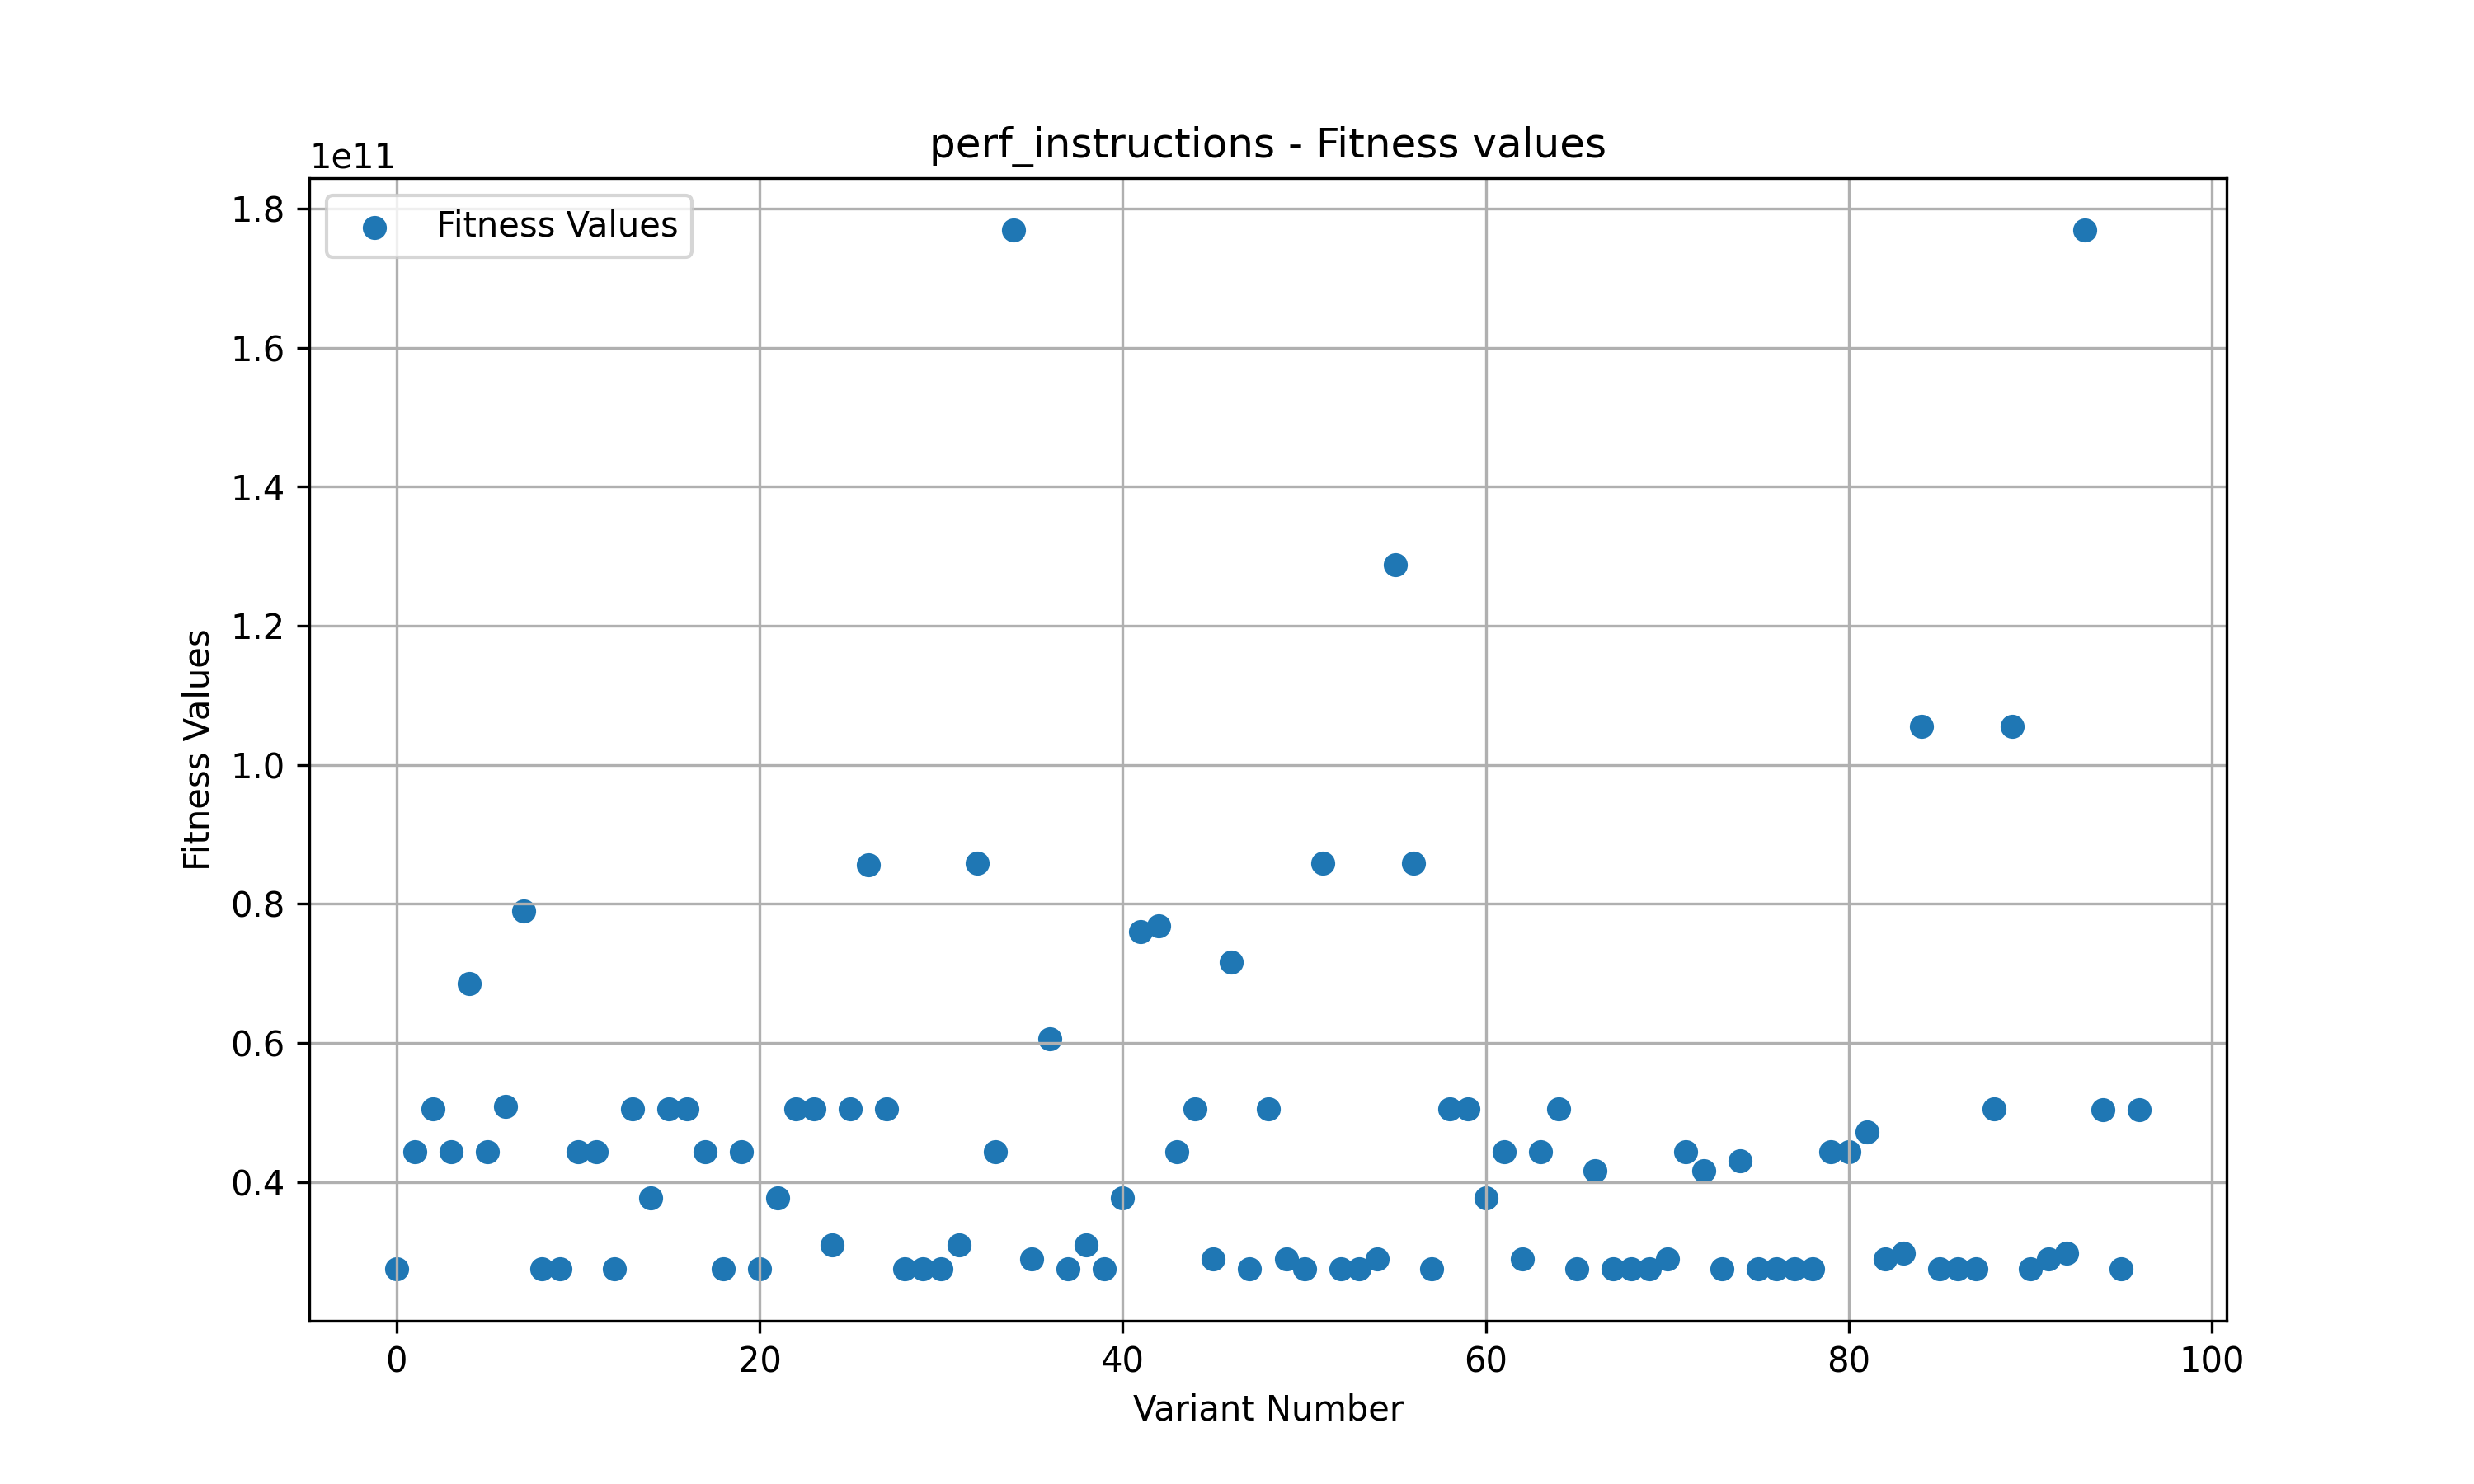 perf_instructions - Fitness values
1e11
Fitness Values
1.8
1.6
1.4
1.2
1.0
0.8
0.6
0.4
Fitness Values
0 20 40 60 80 100
Variant Number